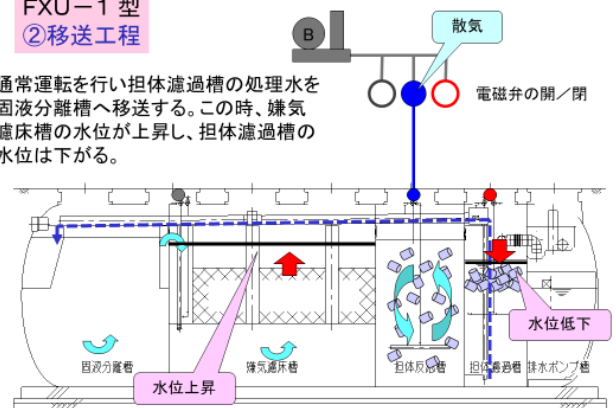 FXU－1 型
②移送工程
B
散気
電磁弁の開／閉
通常運転を行い担体濾過槽の処理水を
固液分離槽へ移送する。この時、嫌気
濾床槽の水位が上昇し、担体濾過槽の
水位は下がる。
水位低下
固液分離槽
嫌気濾床槽
担体反応槽
担体濾過槽
排水ポンプ槽
水位上昇